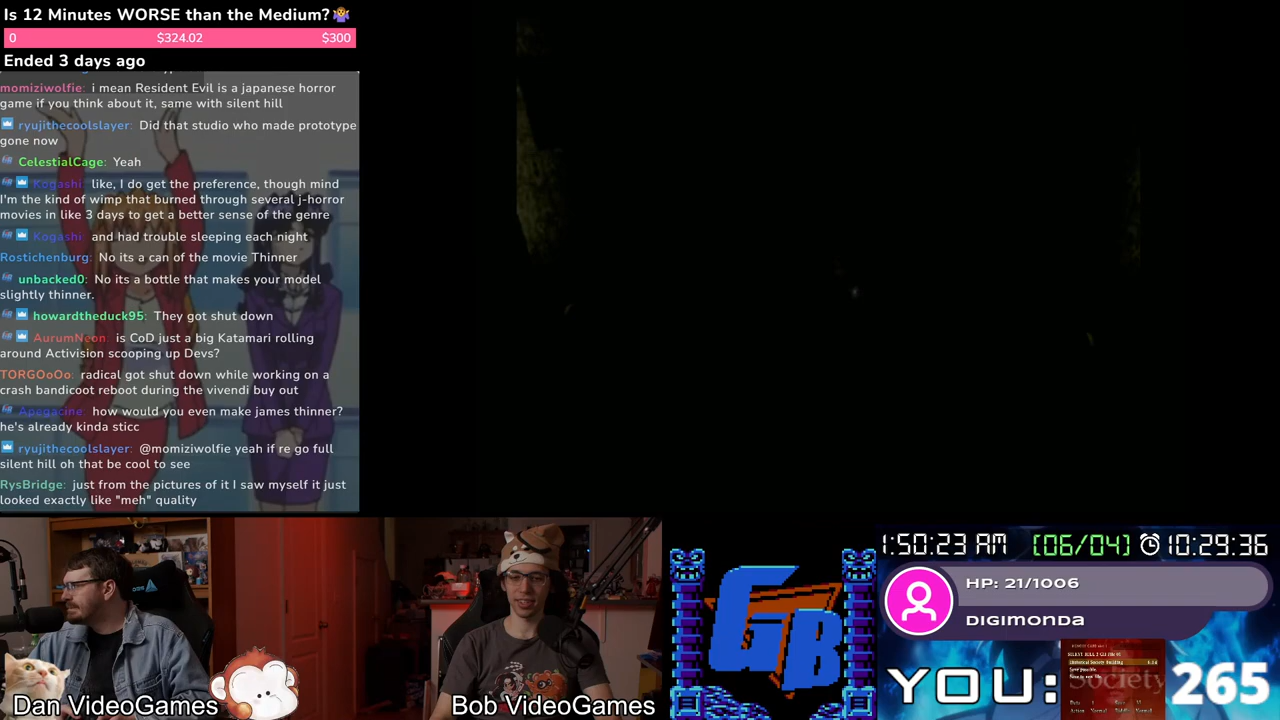 Is 12 Minutes WORSE than the Medium?🤷
0 $324.02 $300
Ended 3 days ago
momiziwolfie: i mean Resident Evil is a japanese horror
game if you think about it, same with silent hill
ryujithecoolslayer: Did that studio who made prototype
gone now
CelestialCage: Yeah
Kogashi: like, I do get the preference, though mind
I'm the kind of wimp that burned through several j-horror
movies in like 3 days to get a better sense of the genre
Kogashi: and had trouble sleeping each night
Rostichenburg: No its a can of the movie Thinner
unbacked0: No its a bottle that makes your model
slightly thinner.
howardtheduck95: They got shut down
AurumNeon: is CoD just a big Katamari rolling
around Activision scooping up Devs?
TORGOoOo: radical got shut down while working on a
crash bandicoot reboot during the vivendi buy out
Apegacine: how would you even make james thinner?
he's already kinda sticc
ryujithecoolslayer: @momiziwolfie yeah if re go full
silent hill oh that be cool to see
RysBridge: just from the pictures of it I saw myself it just
looked exactly like "meh" quality
Dan VideoGames
Bob VideoGames
GB
1:50:23 AM [06/04] 10:29:36
HP: 21/1006
DIGIMONDA
YOU: 265
Society